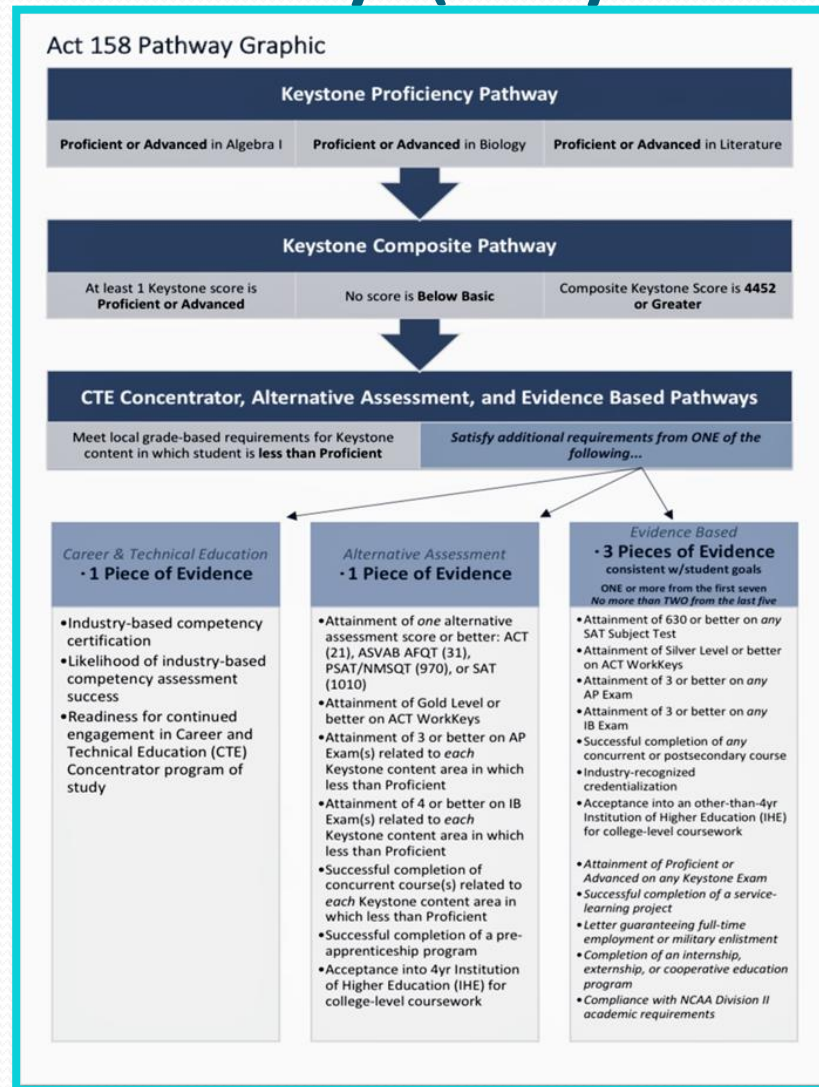 Act 158 Pathway Graphic
Keystone Proficiency Pathway
Proficient or Advanced in Algebra I
Proficient or Advanced in Biology
Proficient or Advanced in Literature
Keystone Composite Pathway
At least 1 Keystone score is
Proficient or Advanced
No score is Below Basic
Composite Keystone Score is 4452
or Greater
CTE Concentrator, Alternative Assessment, and Evidence Based Pathways
Meet local grade-based requirements for Keystone
content in which student is less than Proficient
Satisfy additional requirements from ONE of the
following...
Career & Technical Education
· 1 Piece of Evidence
•Industry-based competency
certification
•Likelihood of industry-based
competency assessment
success
•Readiness for continued
engagement in Career and
Technical Education (CTE)
Concentrator program of
study
Alternative Assessment
· 1 Piece of Evidence
•Attainment of one alternative
assessment score or better: ACT
(21), ASVAB AFQT (31),
PSAT/NMSQT (970), or SAT
(1010)
•Attainment of Gold Level or
better on ACT WorkKeys
•Attainment of 3 or better on AP
Exam(s) related to each
Keystone content area in which
less than Proficient
•Attainment of 4 or better on IB
Exam(s) related to each
Keystone content area in which
less than Proficient
•Successful completion of
concurrent course(s) related to
each Keystone content area in
which less than Proficient
•Successful completion of a pre-
apprenticeship program
•Acceptance into 4yr Institution
of Higher Education (IHE) for
college-level coursework
Evidence Based
· 3 Pieces of Evidence
consistent w/student goals
ONE or more from the first seven
No more than TWO from the last five
•Attainment of 630 or better on any
SAT Subject Test
•Attainment of Silver Level or better
on ACT WorkKeys
•Attainment of 3 or better on any
AP Exam
•Attainment of 3 or better on any
IB Exam
•Successful completion of any
concurrent or postsecondary course
•Industry-recognized
credentialization
•Acceptance into an other-than-4yr
Institution of Higher Education (IHE)
for college-level coursework
•Attainment of Proficient or
Advanced on any Keystone Exam
•Successful completion of a service-
learning project
•Letter guaranteeing full-time
employment or military enlistment
•Completion of an internship,
externship, or cooperative education
program
•Compliance with NCAA Division II
academic requirements